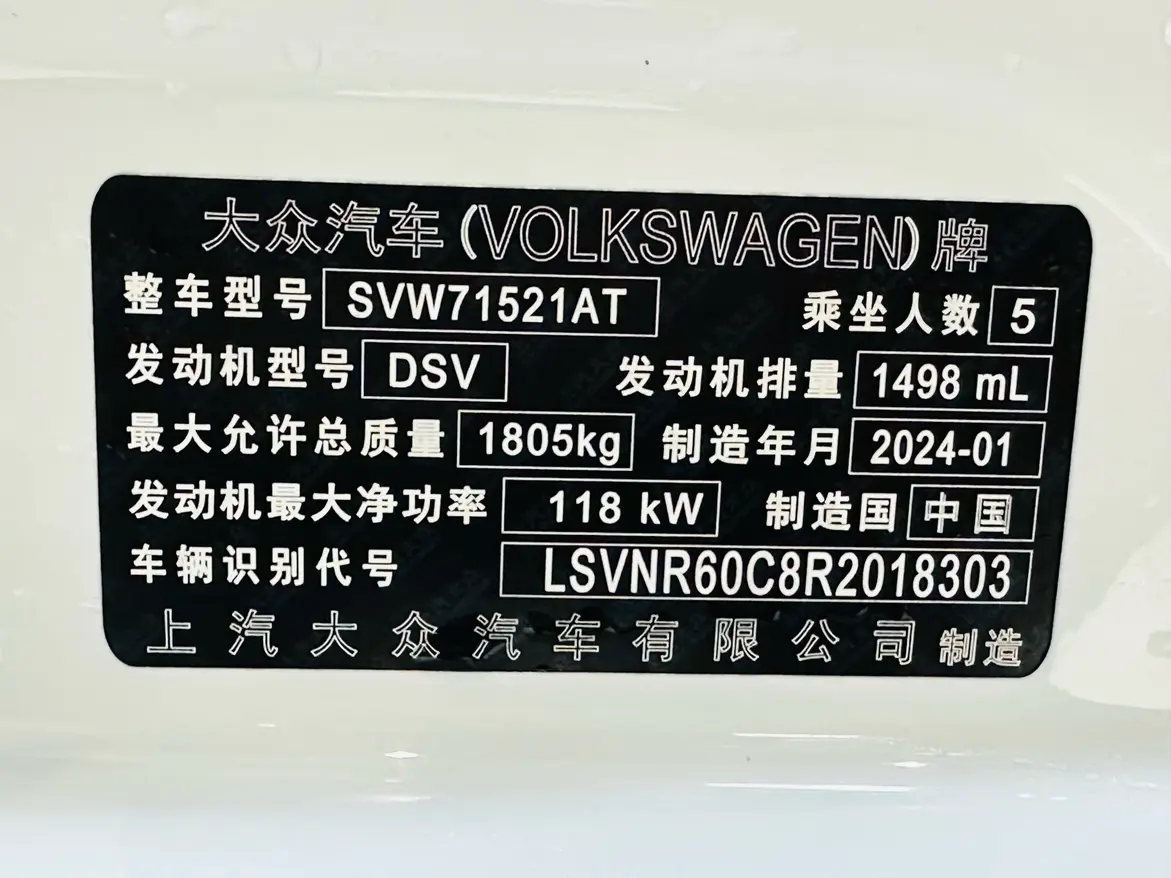 大众汽车(VOLKSWAGEN)牌
整车型号 SVW71521AT 乘坐人数 5
发动机型号 DSV 发动机排量 1498 mL
最大允许总质量 1805kg 制造年月 2024-01
发动机最大净功率 118 kW 制造国 中国
车辆识别代号 LSVNR60C8R2018303
上汽大众汽车有限公司 制造